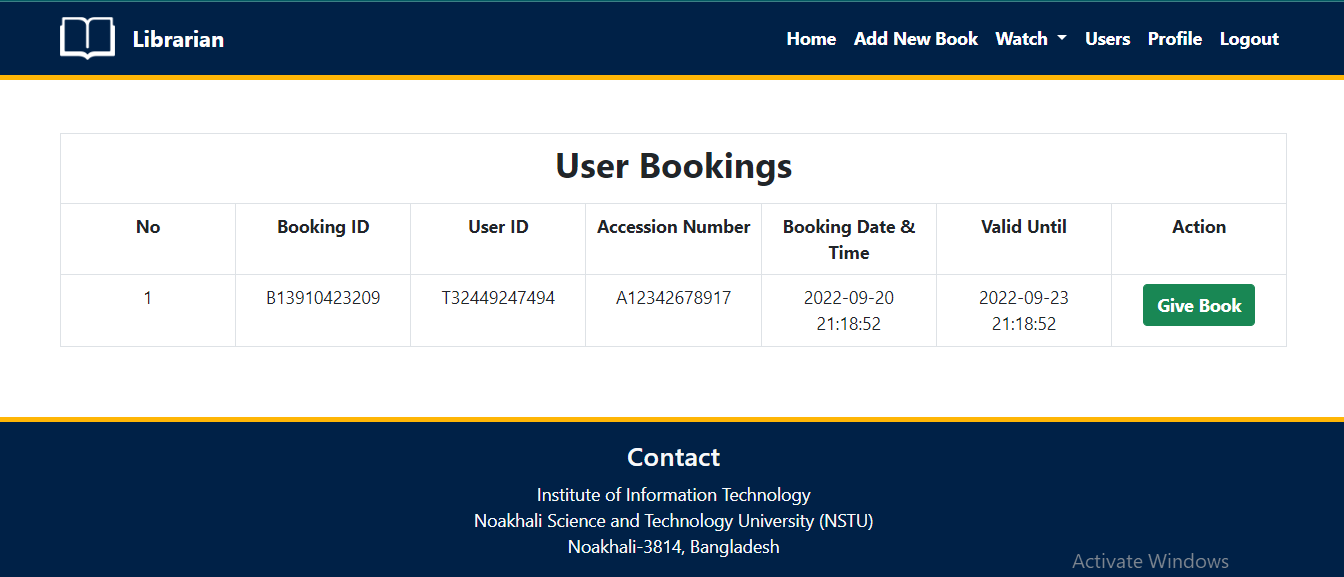 Librarian
Home Add New Book Watch Users Profile Logout
User Bookings
No Booking ID User ID Accession Number Booking Date & Valid Until Action
Time
1 B13910423209 T32449247494 A12342678917 2022-09-20 2022-09-23 Give Book
21:18:52 21:18:52
Contact
Institute of Information Technology
Noakhali Science and Technology University (NSTU)
Noakhali-3814, Bangladesh
Activate Windows